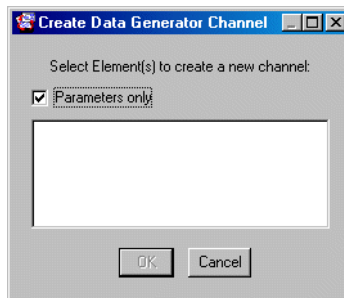 Create Data Generator Channel
Select Element(s) to create a new channel:
Parameters only
OK
Cancel